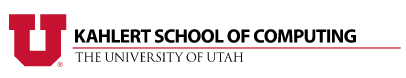 U®
KAHLERT SCHOOL OF COMPUTING
THE UNIVERSITY OF UTAH